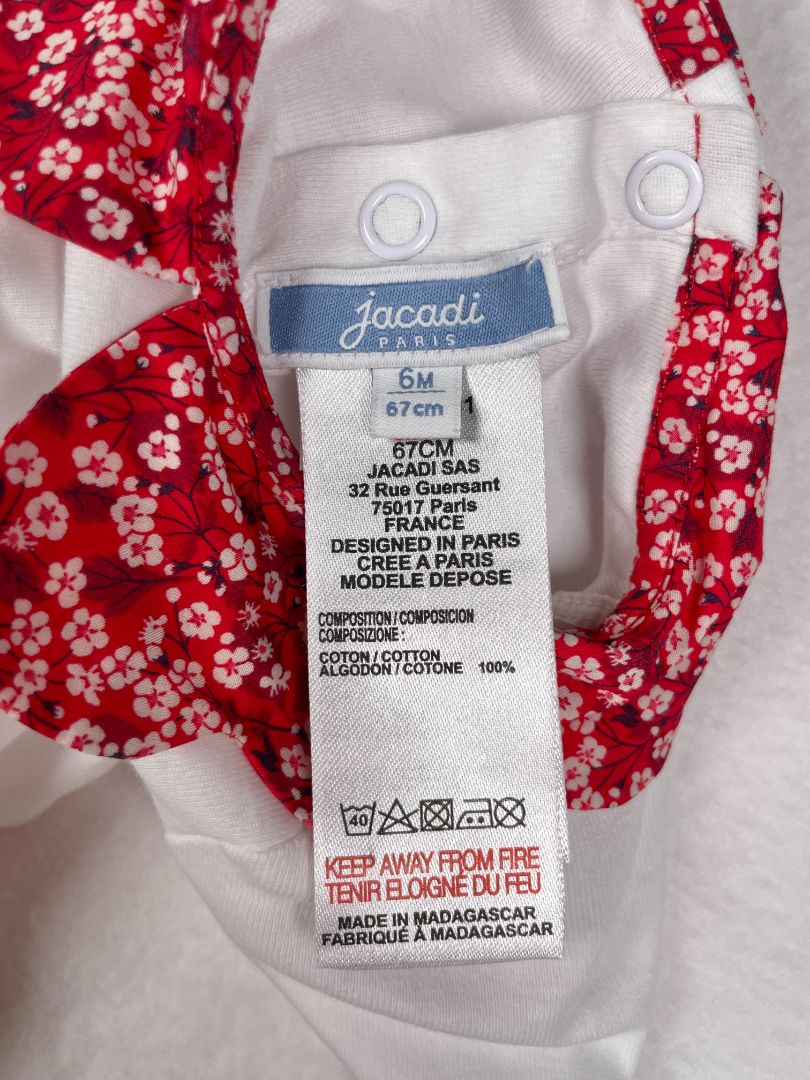 jacadi
PARIS
6M
67cm
1
67CM
JACADI SAS
32 Rue Guersant
75017 Paris
FRANCE
DESIGNED IN PARIS
CREE A PARIS
MODELE DEPOSE
COMPOSITION / COMPOSICION
COMPOSIZIONE :
COTON / COTTON
ALGODON / COTONE 100%
40
KEEP AWAY FROM FIRE
TENIR ELOIGNE DU FEU
MADE IN MADAGASCAR
FABRIQUÉ À MADAGASCAR